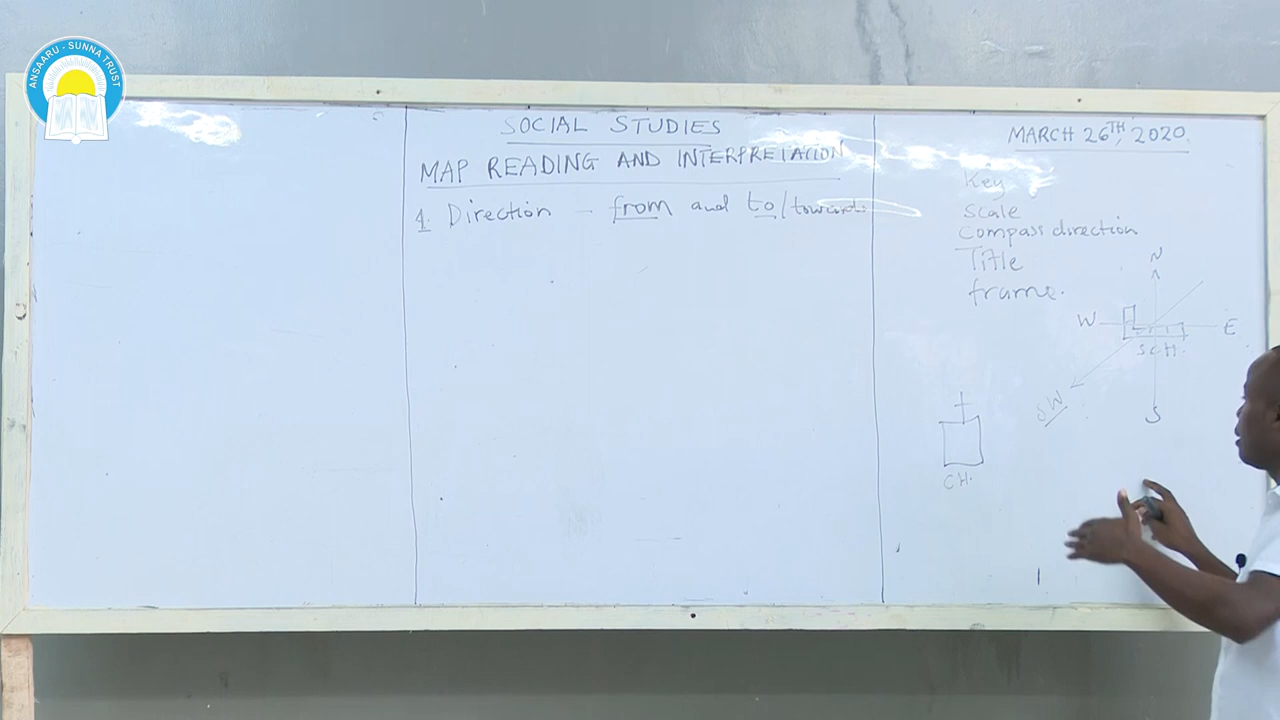 ANSAARU - SUNNA TRUST
SOCIAL STUDIES
MAP READING AND INTERPRETATION
1. Direction - from and to/towards
MARCH 26TH, 2020.
Key
Scale
Compass direction
Title
frame.
N
W
E
SCH.
SW
S
CH.